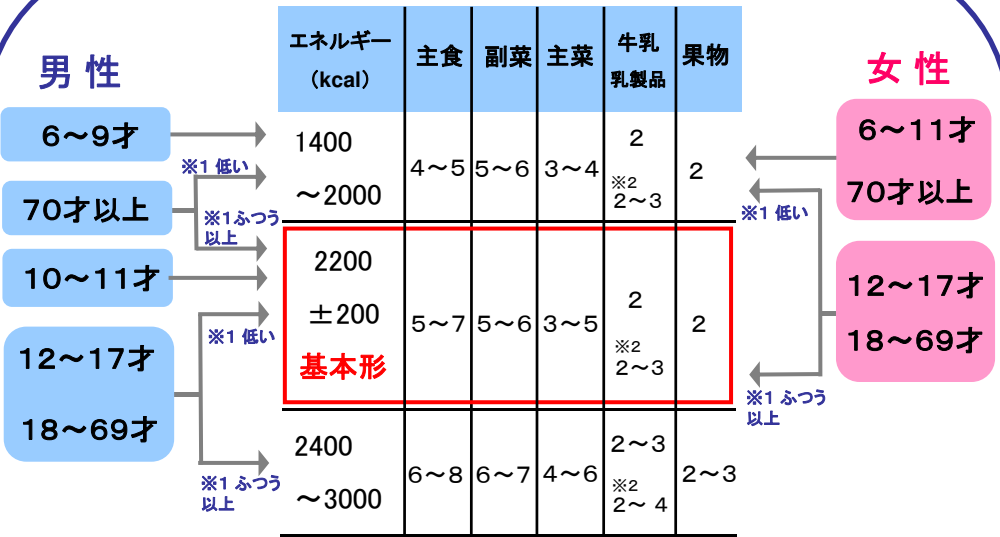 男性
6～9才
※1 低い
70才以上
※1ふつう
以上
10～11才
※1 低い
12～17才
18～69才
※1 ふつう
以上
エネルギー
（kcal）
主食
副菜
主菜
牛乳
乳製品
果物
1400
～2000
4～5
5～6
3～4
2
※2
2～3
2
2200
±200
基本形
5～7
5～6
3～5
2
※2
2～3
2
2400
～3000
6～8
6～7
4～6
2～3
※2
2～ 4
2～3
女性
6～11才
70才以上
※1 低い
12～17才
18～69才
※1 ふつう
以上